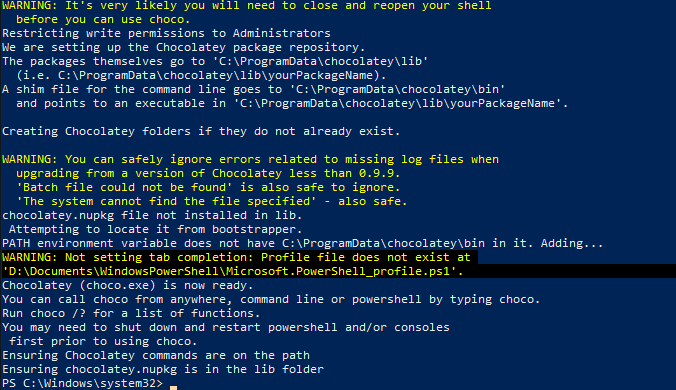 WARNING: It's very likely you will need to close and reopen your shell
before you can use choco.
Restricting write permissions to Administrators
We are setting up the Chocolatey package repository.
The packages themselves go to 'C:\ProgramData\chocolatey\lib'
(i.e. C:\ProgramData\chocolatey\lib\yourPackageName).
A shim file for the command line goes to 'C:\ProgramData\chocolatey\bin'
and points to an executable in 'C:\ProgramData\chocolatey\lib\yourPackageName'.
Creating Chocolatey folders if they do not already exist.
WARNING: You can safely ignore errors related to missing log files when
upgrading from a version of Chocolatey less than 0.9.9.
'Batch file could not be found' is also safe to ignore.
'The system cannot find the file specified' - also safe.
chocolatey.nupkg file not installed in lib.
Attempting to locate it from bootstrapper.
PATH environment variable does not have C:\ProgramData\chocolatey\bin in it. Adding...
WARNING: Not setting tab completion: Profile file does not exist at
'D:\Documents\WindowsPowerShell\Microsoft.PowerShell_profile.ps1'.
Chocolatey (choco.exe) is now ready.
You can call choco from anywhere, command line or powershell by typing choco.
Run choco /? for a list of functions.
You may need to shut down and restart powershell and/or consoles
first prior to using choco.
Ensuring Chocolatey commands are on the path
Ensuring chocolatey.nupkg is in the lib folder
PS C:\Windows\system32> _